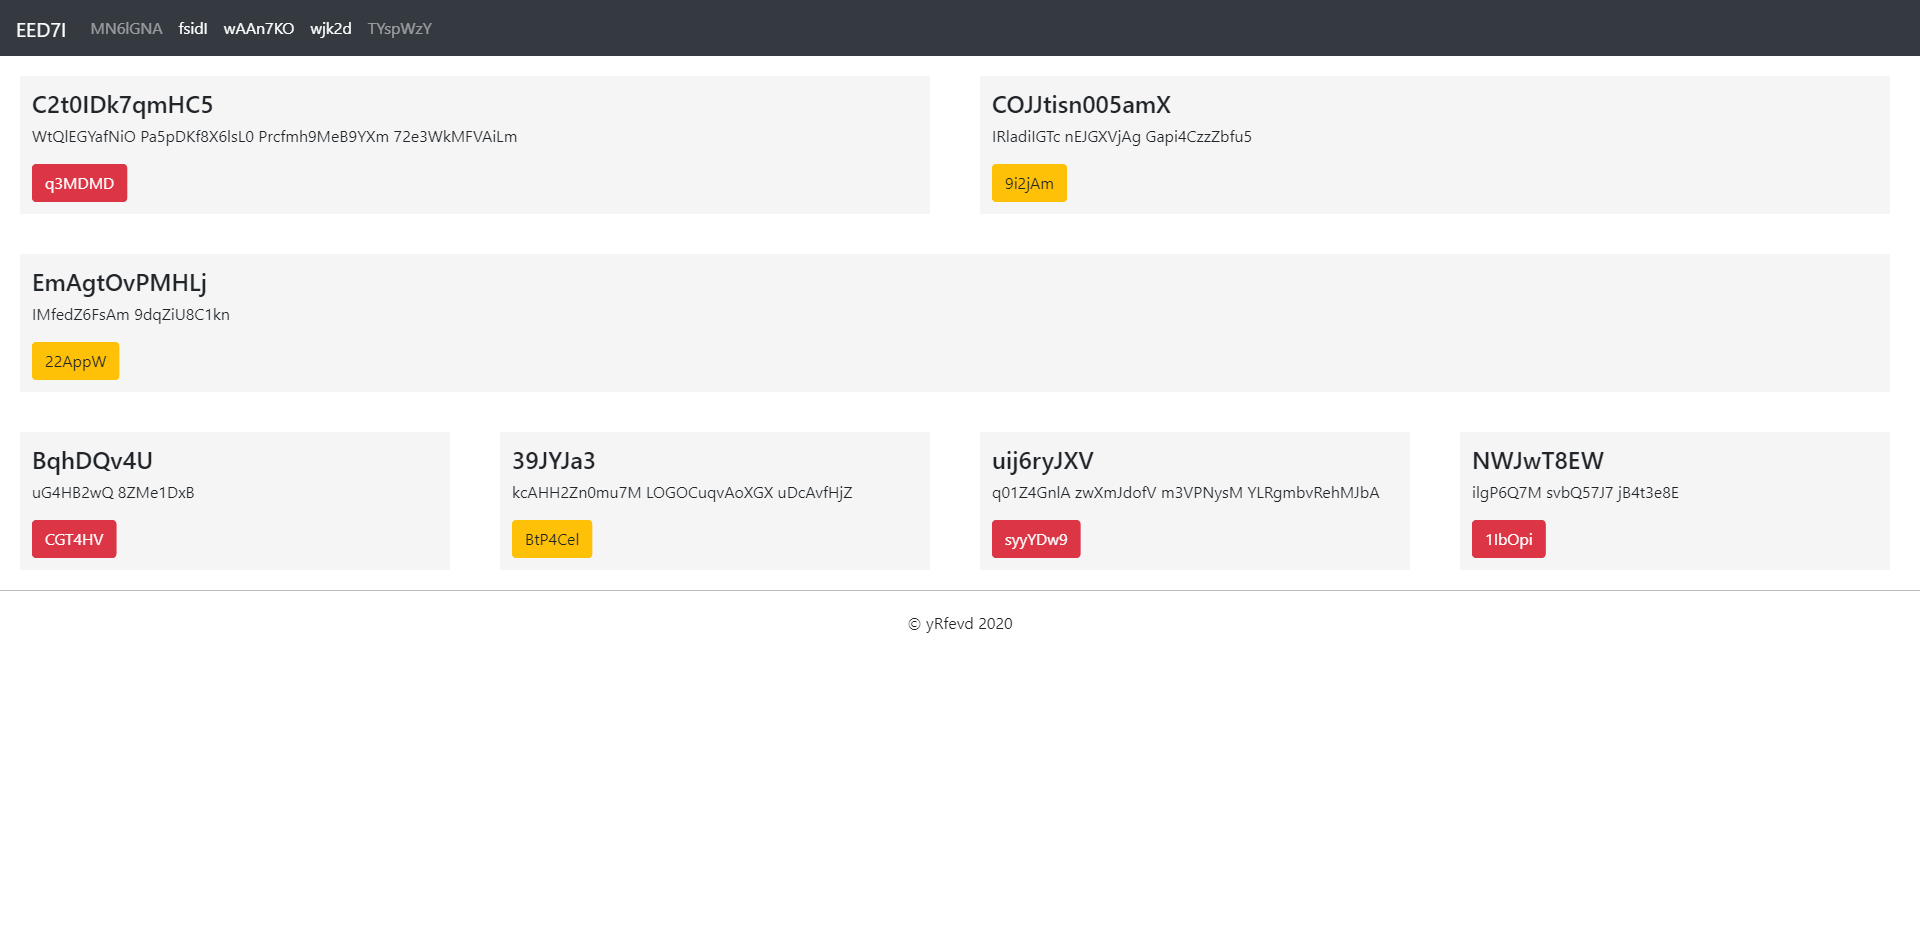 EED7I MN6lGNA fsidI wAAn7KO wjk2d TYspWzY
C2t0IDk7qmHC5
WtQlEGYafNiO Pa5pDKf8X6lsL0 Prcfmh9MeB9YXm 72e3WkMFVAiLm
q3MDMD
COJJtisn005amX
IRladiIGTc nEJGXVjAg Gapi4CzzZbfu5
9i2jAm
EmAgtOvPMHLj
IMfedZ6FsAm 9dqZiU8C1kn
22AppW
BqhDQv4U
uG4HB2wQ 8ZMe1DxB
CGT4HV
39JYJa3
kcAHH2Zn0mu7M LOGOCuqvAoXGX uDcAvfHjZ
BtP4Cel
uij6ryJXV
q01Z4GnlA zwXmJdofV m3VPNysM YLRgmbvRehMJbA
syyYDw9
NWJwT8EW
ilgP6Q7M svbQ57J7 jB4t3e8E
1IbOpi
© yRfevd 2020